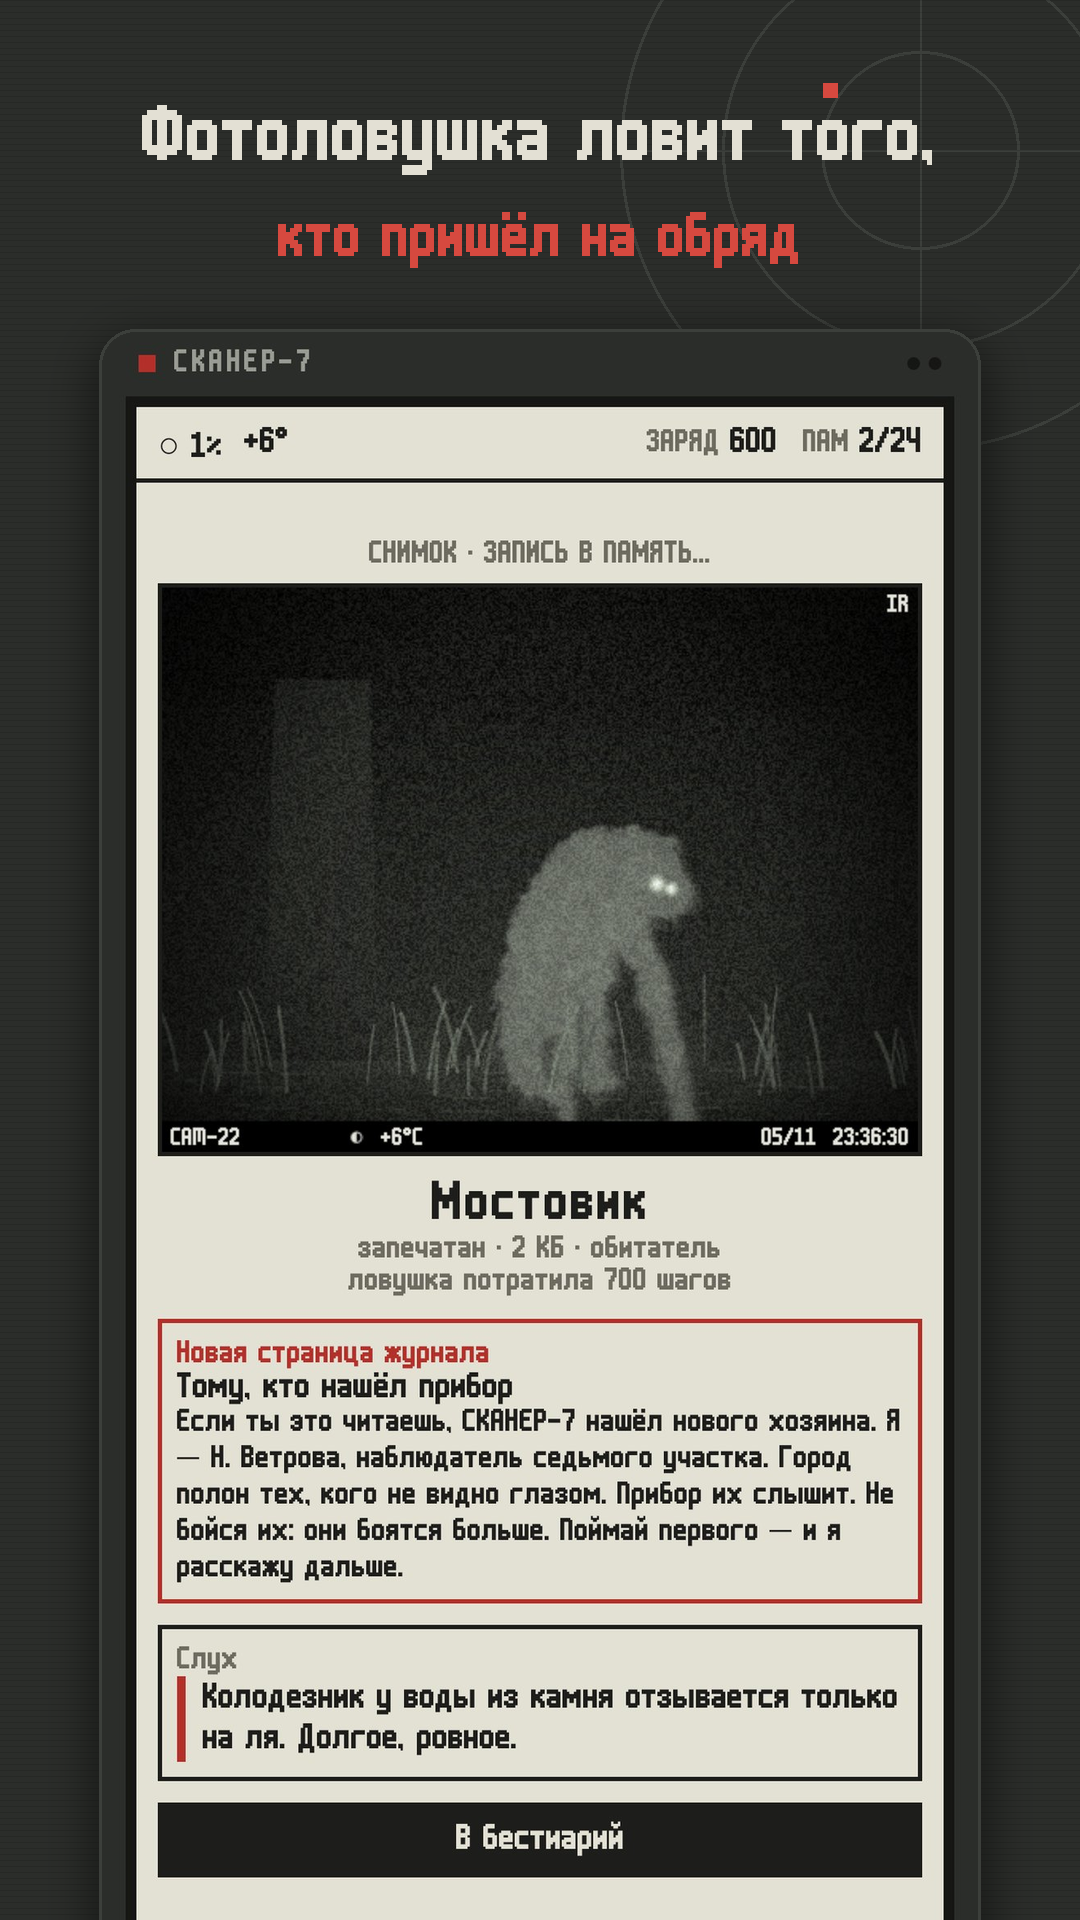 Фотоловушка ловит того,
кто пришёл на обряд
СКАНЕР-7
○ 1% +6° ЗАРЯД 600 ПАМ 2/24
СНИМОК · ЗАПИСЬ В ПАМЯТЬ...
IR
CAM-22 ◐ +6°C 05/11 23:36:30
Мостовик
запечатан · 2 КБ · обитатель
ловушка потратила 700 шагов
Новая страница журнала
Тому, кто нашёл прибор
Если ты это читаешь, СКАНЕР-7 нашёл нового хозяина. Я
— Н. Ветрова, наблюдатель седьмого участка. Город
полон тех, кого не видно глазом. Прибор их слышит. Не
бойся их: они боятся больше. Поймай первого — и я
расскажу дальше.
Слух
Колодезник у воды из камня отзывается только
на ля. Долгое, ровное.
В бестиарий